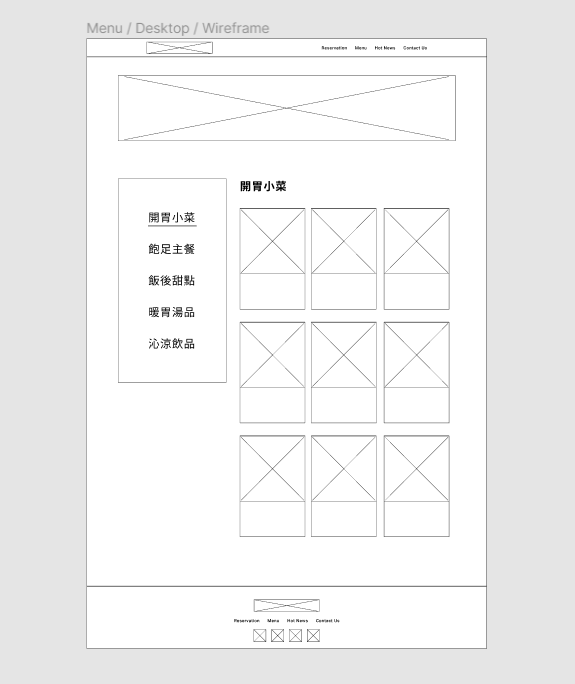 Menu / Desktop / Wireframe
Reservation Menu Hot News Contact Us
開胃小菜
飽足主餐
飯後甜點
暖胃湯品
沁涼飲品
開胃小菜
Reservation Menu Hot News Contact Us